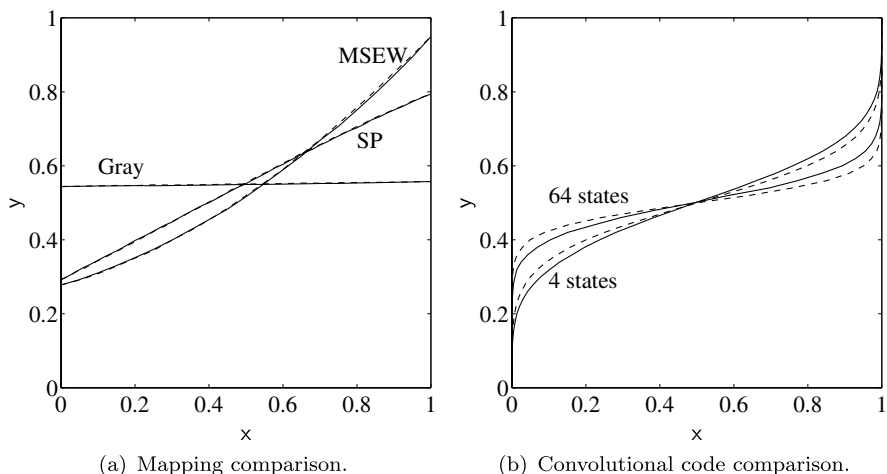 1
0.8
0.6
0.4
0.2
0
0
0.2
0.4
0.6
0.8
1
y
x
MSEW
SP
Gray
(a) Mapping comparison.
1
0.8
0.6
0.4
0.2
0
0
0.2
0.4
0.6
0.8
1
y
x
64 states
4 states
(b) Convolutional code comparison.